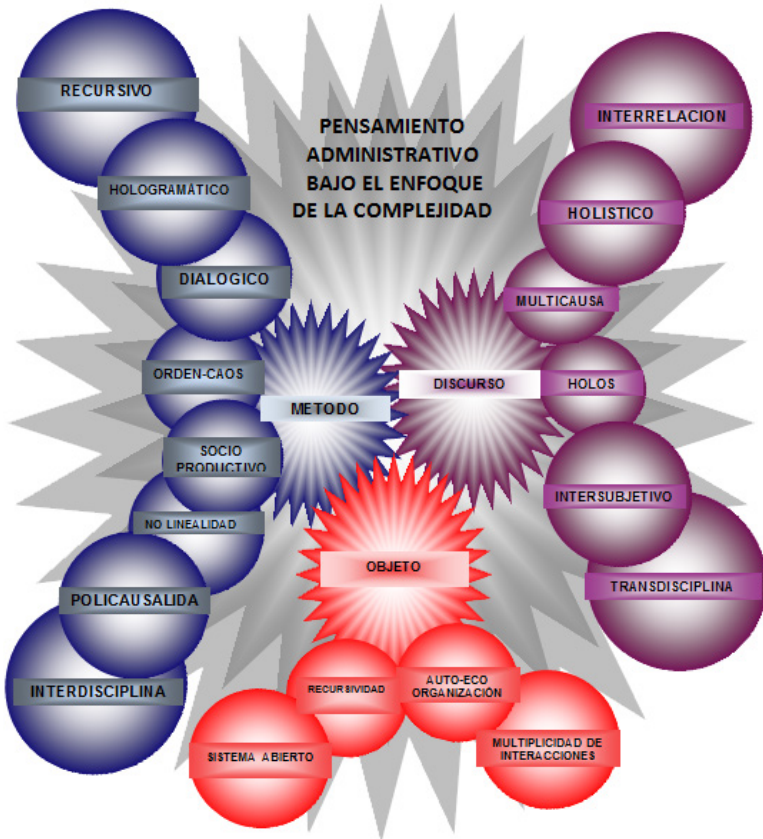 PENSAMIENTO
ADMINISTRATIVO
BAJO EL ENFOQUE
DE LA COMPLEJIDAD
RECURSIVO
HOLOGRAMÁTICO
DIALOGICO
ORDEN-CAOS
SOCIO
PRODUCTIVO
NO LINEALIDAD
POLICAUSALIDA
INTERDISCIPLINA
METODO
DISCURSO
INTERRELACION
HOLISTICO
MULTICAUSA
HOLOS
INTERSUBJETIVO
TRANSDISCIPLINA
OBJETO
SISTEMA ABIERTO
RECURSIVIDAD
AUTO-ECO
ORGANIZACIÓN
MULTIPLICIDAD DE
INTERACCIONES